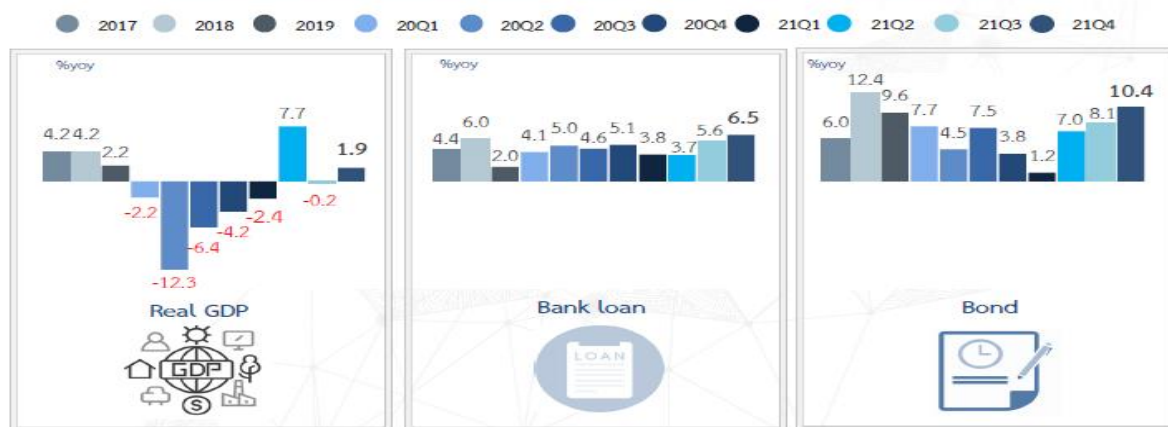 2017 2018 2019 20Q1 20Q2 20Q3 20Q4 21Q1 21Q2 21Q3 21Q4
%yoy
4.2 4.2 2.2 -2.2 -12.3 -6.4 -4.2 -2.4 7.7 -0.2 1.9
Real GDP
GDP
S
%yoy
4.4 6.0 2.0 4.1 5.0 4.6 5.1 3.8 3.7 5.6 6.5
Bank loan
LOAN
%yoy
6.0 12.4 9.6 7.7 4.5 7.5 3.8 1.2 7.0 8.1 10.4
Bond